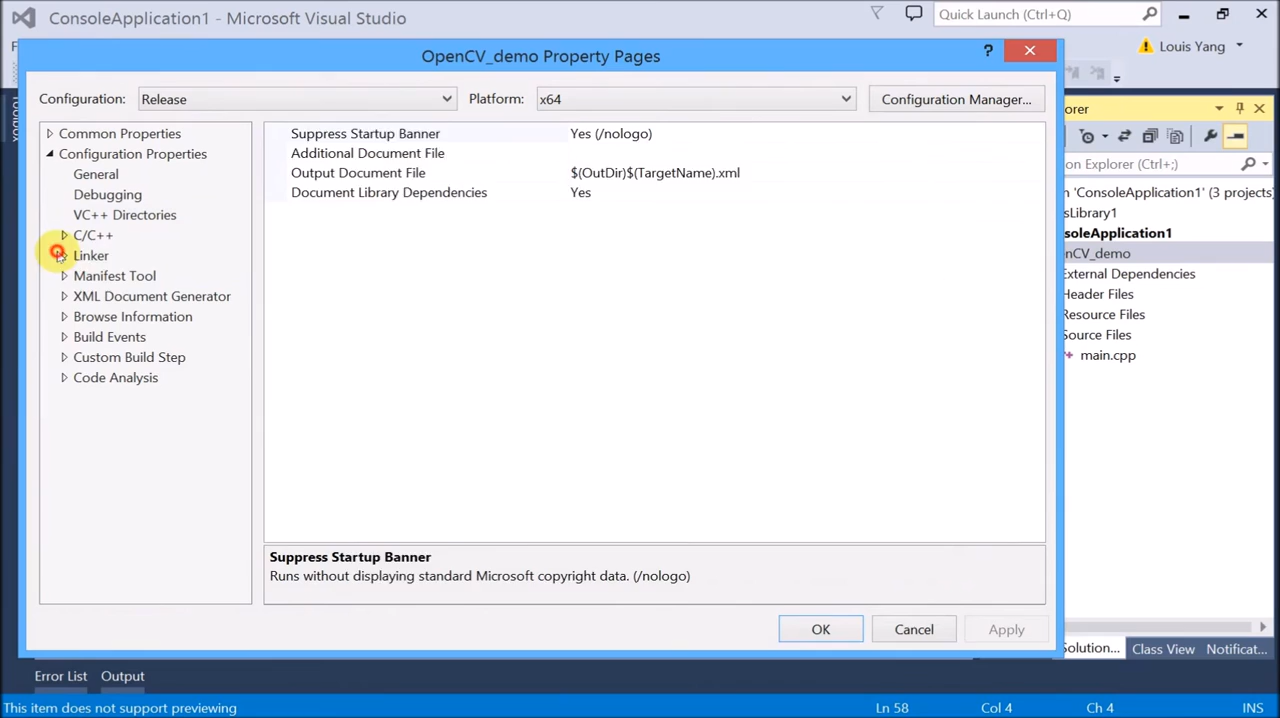 ConsoleApplication1 - Microsoft Visual Studio
Quick Launch (Ctrl+Q)
Louis Yang
OpenCV_demo Property Pages
?
Configuration: Release Platform: x64 Configuration Manager...
Common Properties
Configuration Properties
General
Debugging
VC++ Directories
C/C++
Linker
Manifest Tool
XML Document Generator
Browse Information
Build Events
Custom Build Step
Code Analysis
Suppress Startup Banner Yes (/nologo)
Additional Document File
Output Document File $(OutDir)$(TargetName).xml
Document Library Dependencies Yes
Suppress Startup Banner
Runs without displaying standard Microsoft copyright data. (/nologo)
OK Cancel Apply
orer
Explorer (Ctrl+;)
n 'ConsoleApplication1' (3 projects)
sLibrary1
soleApplication1
enCV_demo
External Dependencies
Header Files
Resource Files
Source Files
main.cpp
Solution... Class View Notificat...
Error List Output
This item does not support previewing Ln 58 Col 4 Ch 4 INS